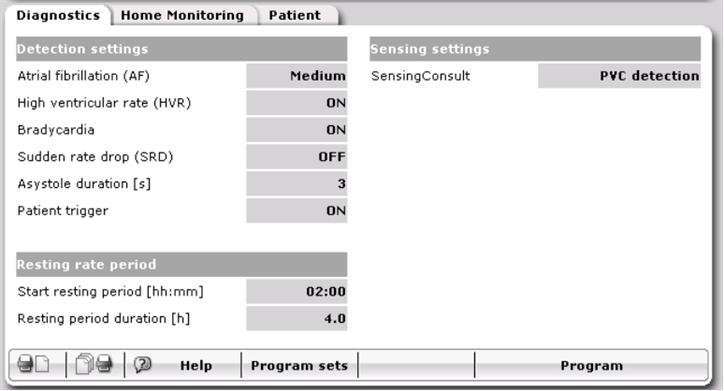 Diagnostics Home Monitoring Patient
Detection settings
Atrial fibrillation (AF) Medium
High ventricular rate (HVR) ON
Bradycardia ON
Sudden rate drop (SRD) OFF
Asystole duration [s] 3
Patient trigger ON
Sensing settings
SensingConsult PVC detection
Resting rate period
Start resting period [hh:mm] 02:00
Resting period duration [h] 4.0
Help Program sets Program